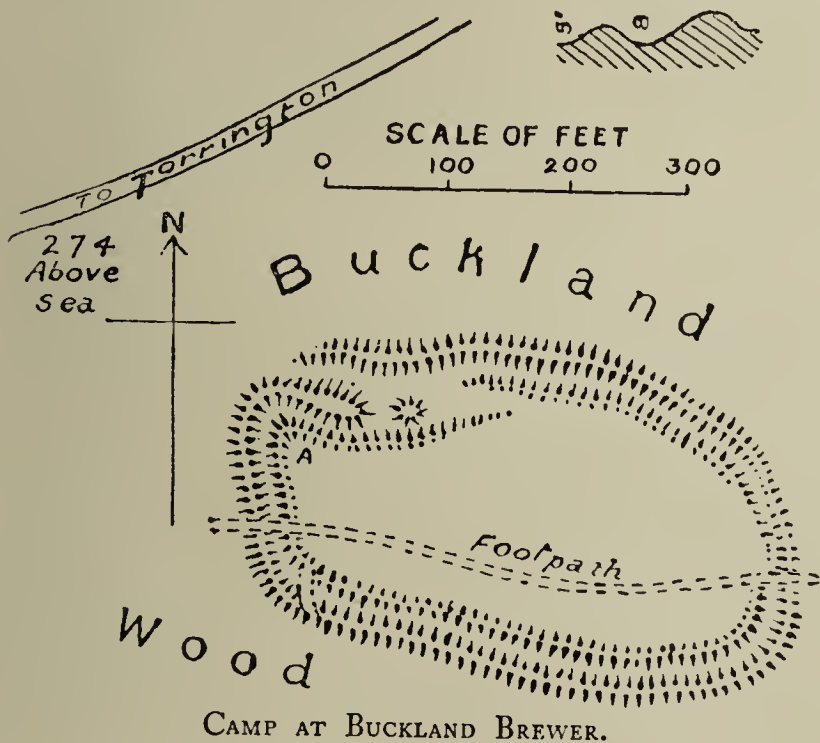 B' B
TO Torrington
SCALE OF FEET
0 100 200 300
N
274
Above
Sea
Buckland
A
Footpath
Wood
CAMP AT BUCKLAND BREWER.